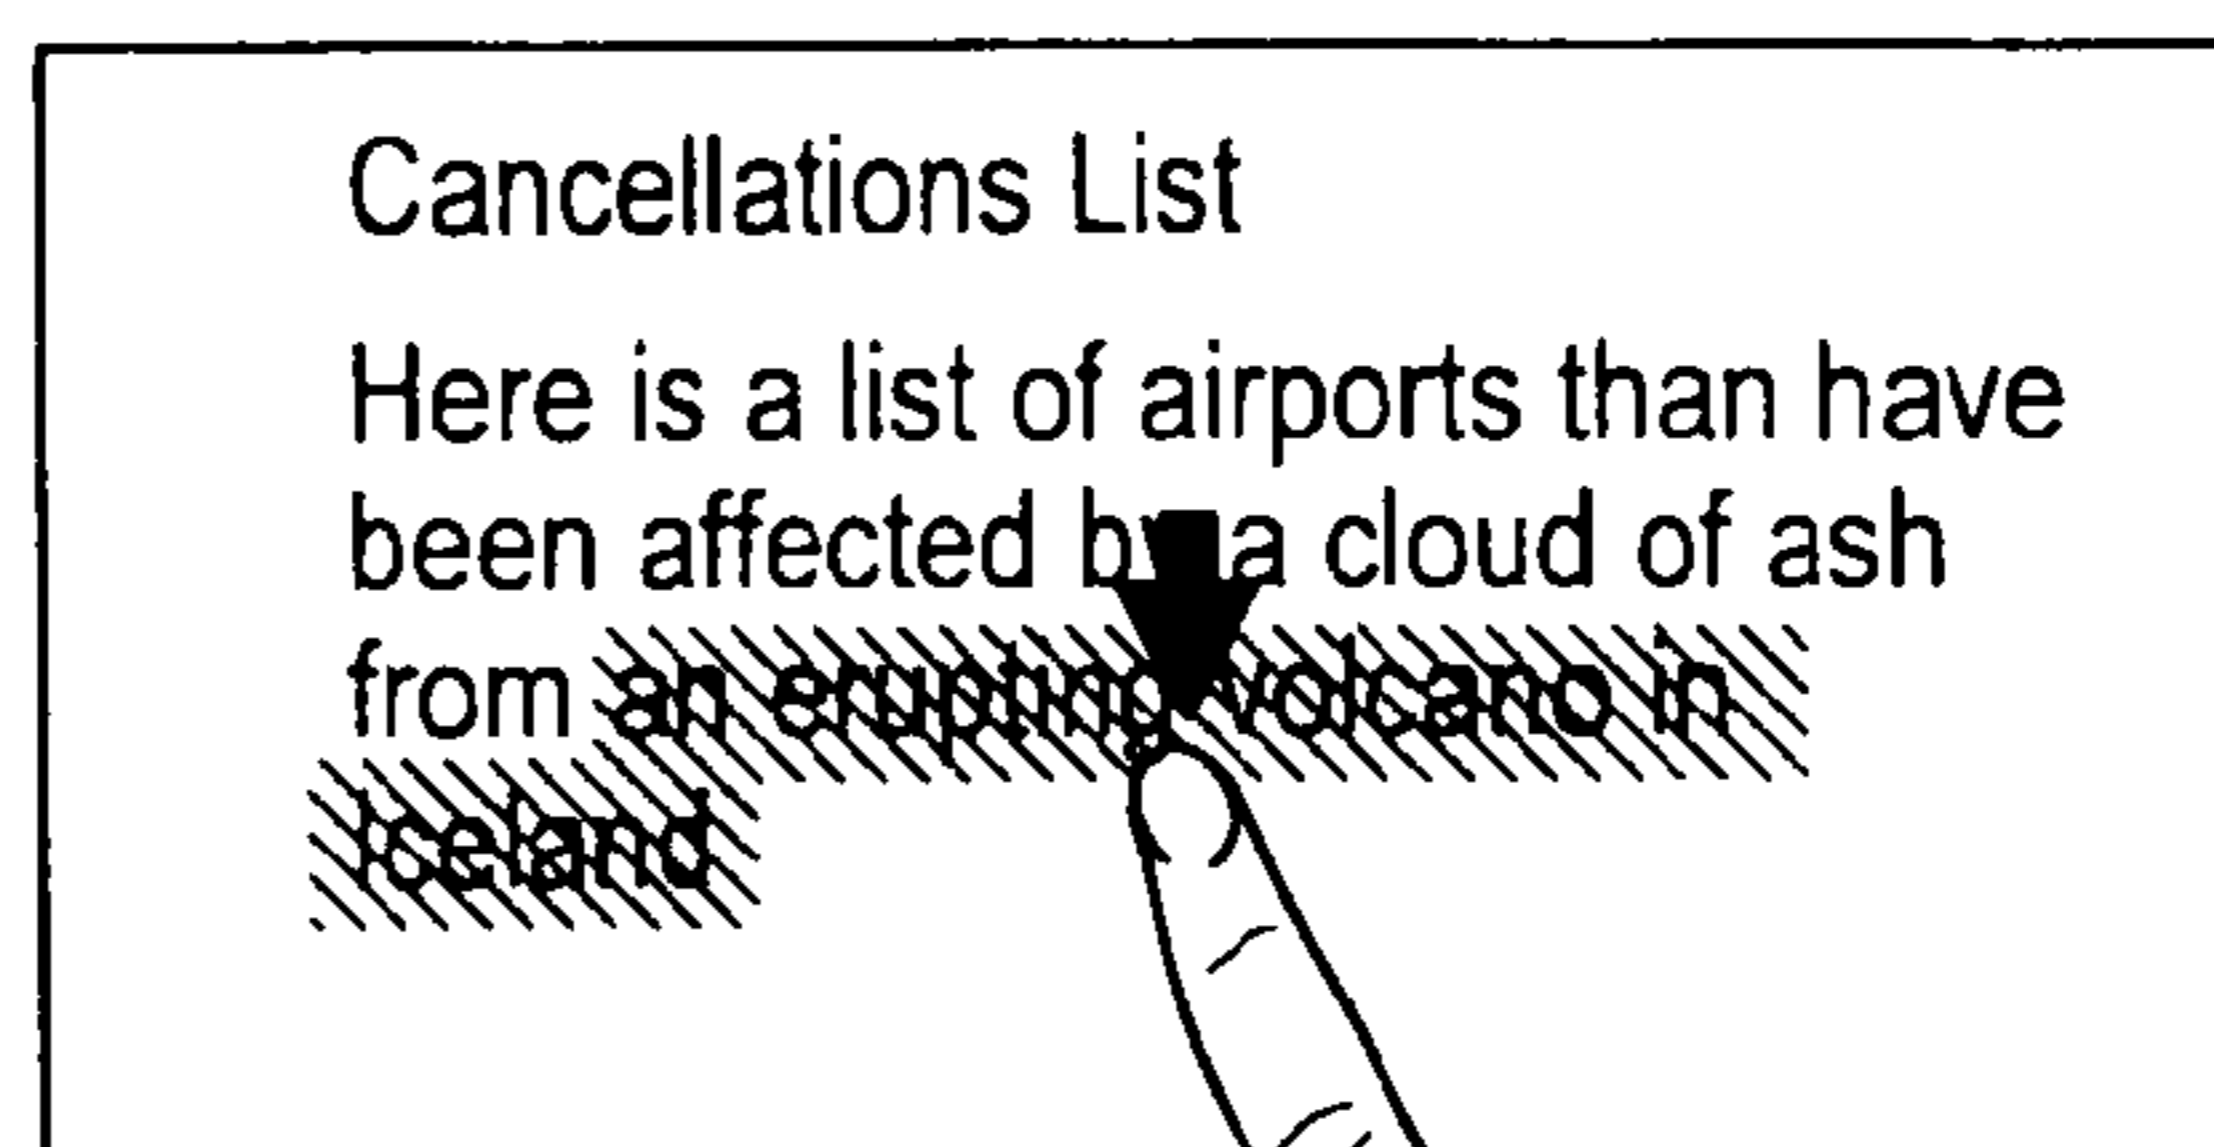 Cancellations List
Here is a list of airports than have
been affected by a cloud of ash
from an erupting volcano in
Iceland